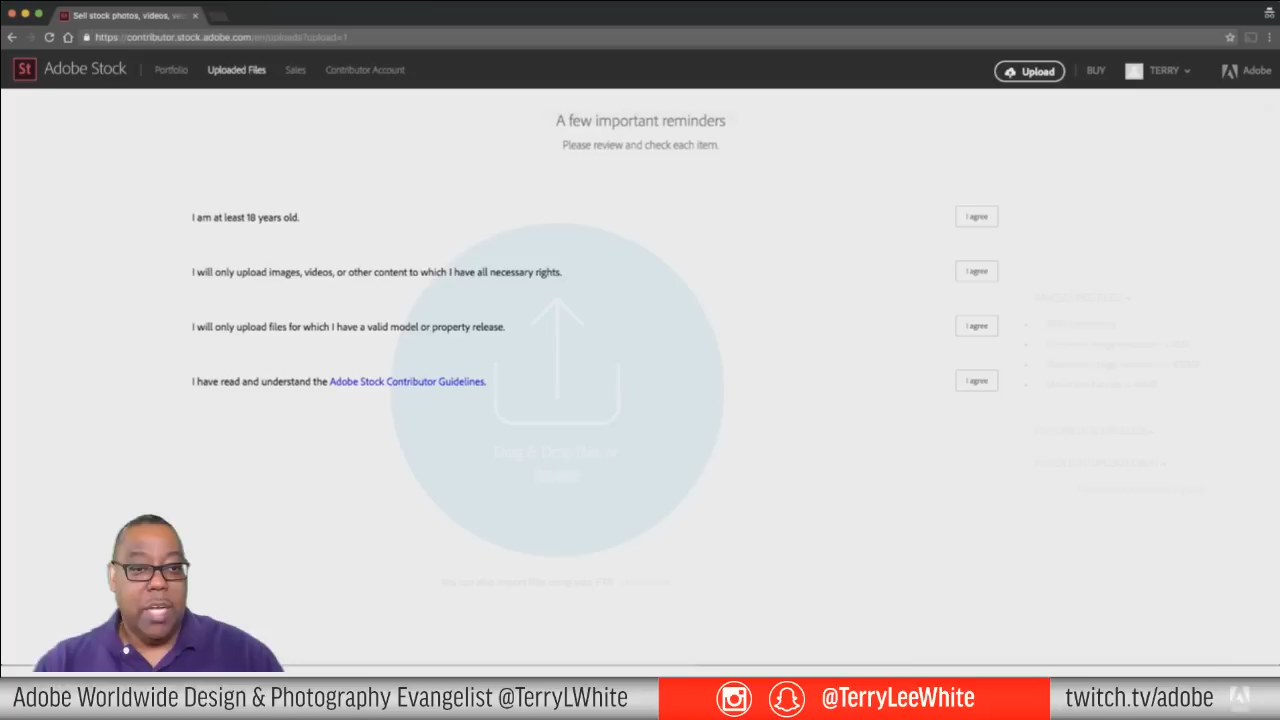 Sell stock photos, videos,
https://contributor.stock.adobe.com/en/uploads?upload=1
St Adobe Stock Portfolio Uploaded Files Sales Contributor Account Upload BUY TERRY Adobe
A few important reminders
Please review and check each item.
I am at least 18 years old. I agree
I will only upload images, videos, or other content to which I have all necessary rights. I agree
I will only upload files for which I have a valid model or property release. I agree
I have read and understand the Adobe Stock Contributor Guidelines. I agree
Adobe Worldwide Design & Photography Evangelist @TerryLWhite @TerryLeeWhite twitch.tv/adobe